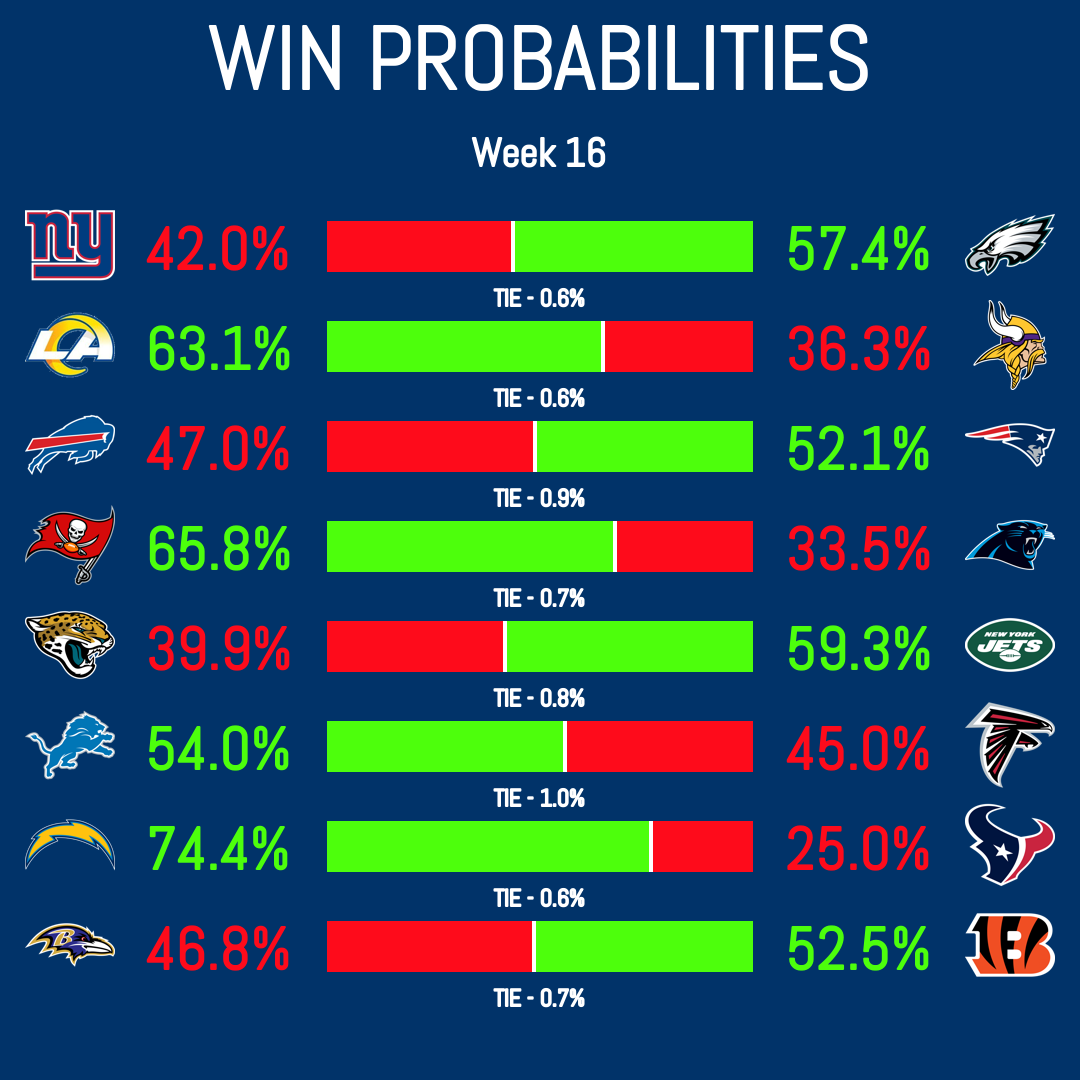 WIN PROBABILITIES
Week 16
ny 42.0% 57.4%
TIE - 0.6%
LA 63.1% 36.3%
TIE - 0.6%
47.0% 52.1%
TIE - 0.9%
65.8% 33.5%
TIE - 0.7%
39.9% 59.3% NEW YORK JETS
TIE - 0.8%
54.0% 45.0%
TIE - 1.0%
74.4% 25.0%
TIE - 0.6%
B 46.8% 52.5% B
TIE - 0.7%